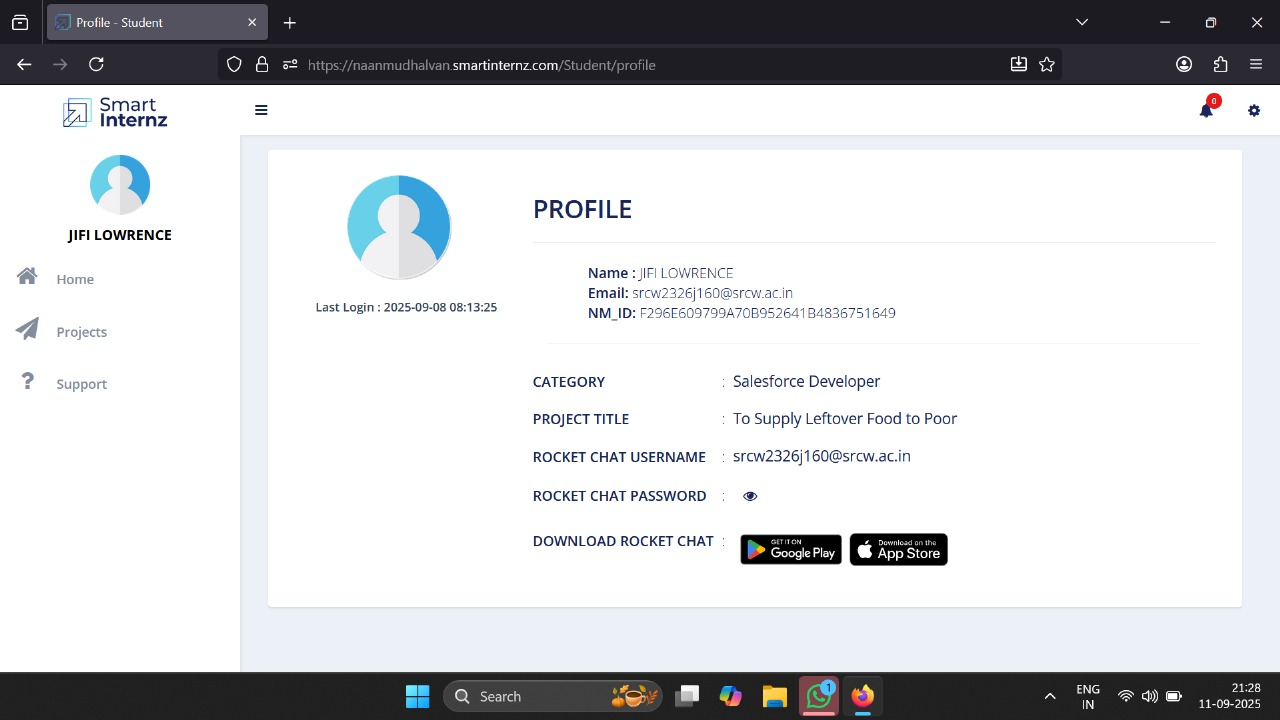 Profile - Student
https://naanmudhalvan.smartinternz.com/Student/profile
Smart
Internz
0
JIFI LOWRENCE
Home
Projects
Support
Last Login : 2025-09-08 08:13:25
PROFILE
Name : JIFI LOWRENCE
Email: srcw2326j160@srcw.ac.in
NM_ID: F296E609799A70B952641B4836751649
CATEGORY : Salesforce Developer
PROJECT TITLE : To Supply Leftover Food to Poor
ROCKET CHAT USERNAME : srcw2326j160@srcw.ac.in
ROCKET CHAT PASSWORD :
DOWNLOAD ROCKET CHAT :
GET IT ON
Google Play
Download on the
App Store
Search
1
ENG
IN
21:28
11-09-2025